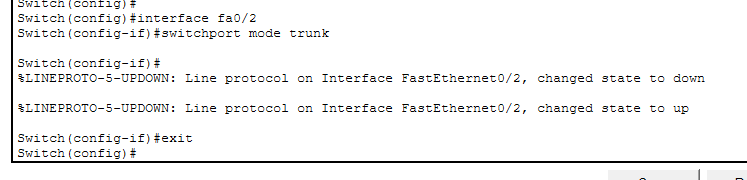 Switch(config)#
Switch(config)#interface fa0/2
Switch(config-if)#switchport mode trunk
Switch(config-if)#
%LINEPROTO-5-UPDOWN: Line protocol on Interface FastEthernet0/2, changed state to down
%LINEPROTO-5-UPDOWN: Line protocol on Interface FastEthernet0/2, changed state to up
Switch(config-if)#exit
Switch(config)#